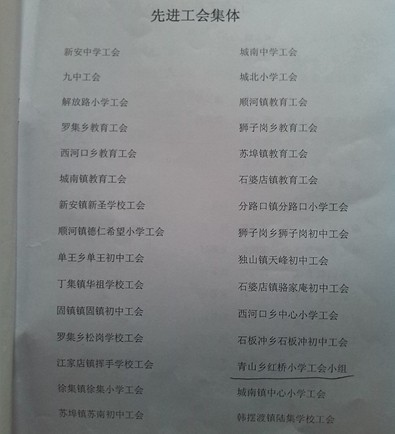 先进工会集体
新安中学工会 城南中学工会
九中工会 城北小学工会
解放路小学工会 顺河镇教育工会
罗集乡教育工会 狮子岗乡教育工会
西河口乡教育工会 苏埠镇教育工会
城南镇教育工会 石婆店镇教育工会
新安镇新圣学校工会 分路口镇分路口小学工会
顺河镇德仁希望小学工会 狮子岗乡狮子岗初中工会
单王乡单王初中工会 独山镇天峰初中工会
丁集镇华祖学校工会 石婆店镇骆家庵初中工会
固镇镇固镇初中工会 西河口乡中心小学工会
罗集乡松岗学校工会 石板冲乡石板冲初中工会
江家店镇挥手学校工会 青山乡红桥小学工会小组
徐集镇徐集小学工会 城南镇中心小学工会
苏埠镇苏南初中工会 韩摆渡镇陆集学校工会